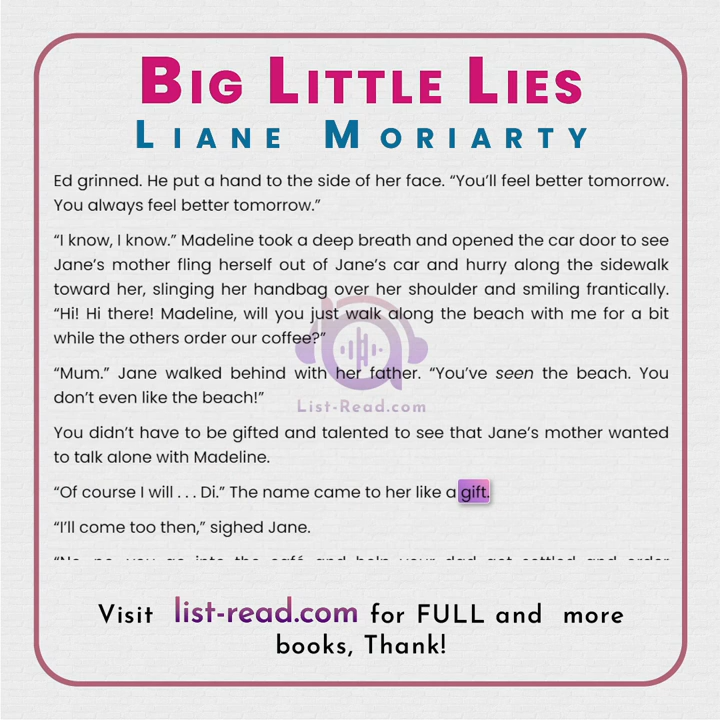 BIG LITTLE LIES
LIANE MORIARTY
Ed grinned. He put a hand to the side of her face. “You’ll feel better tomorrow.
You always feel better tomorrow.”
“I know, I know.” Madeline took a deep breath and opened the car door to see
Jane’s mother fling herself out of Jane’s car and hurry along the sidewalk
toward her, slinging her handbag over her shoulder and smiling frantically.
“Hi! Hi there! Madeline, will you just walk along the beach with me for a bit
while the others order our coffee?”
“Mum.” Jane walked behind with her father. “You’ve seen the beach. You
don’t even like the beach!”
List-Read.com
You didn’t have to be gifted and talented to see that Jane’s mother wanted
to talk alone with Madeline.
“Of course I will . . . Di.” The name came to her like a gift.
“I’ll come too then,” sighed Jane.
Visit list-read.com for FULL and more
books, Thank!